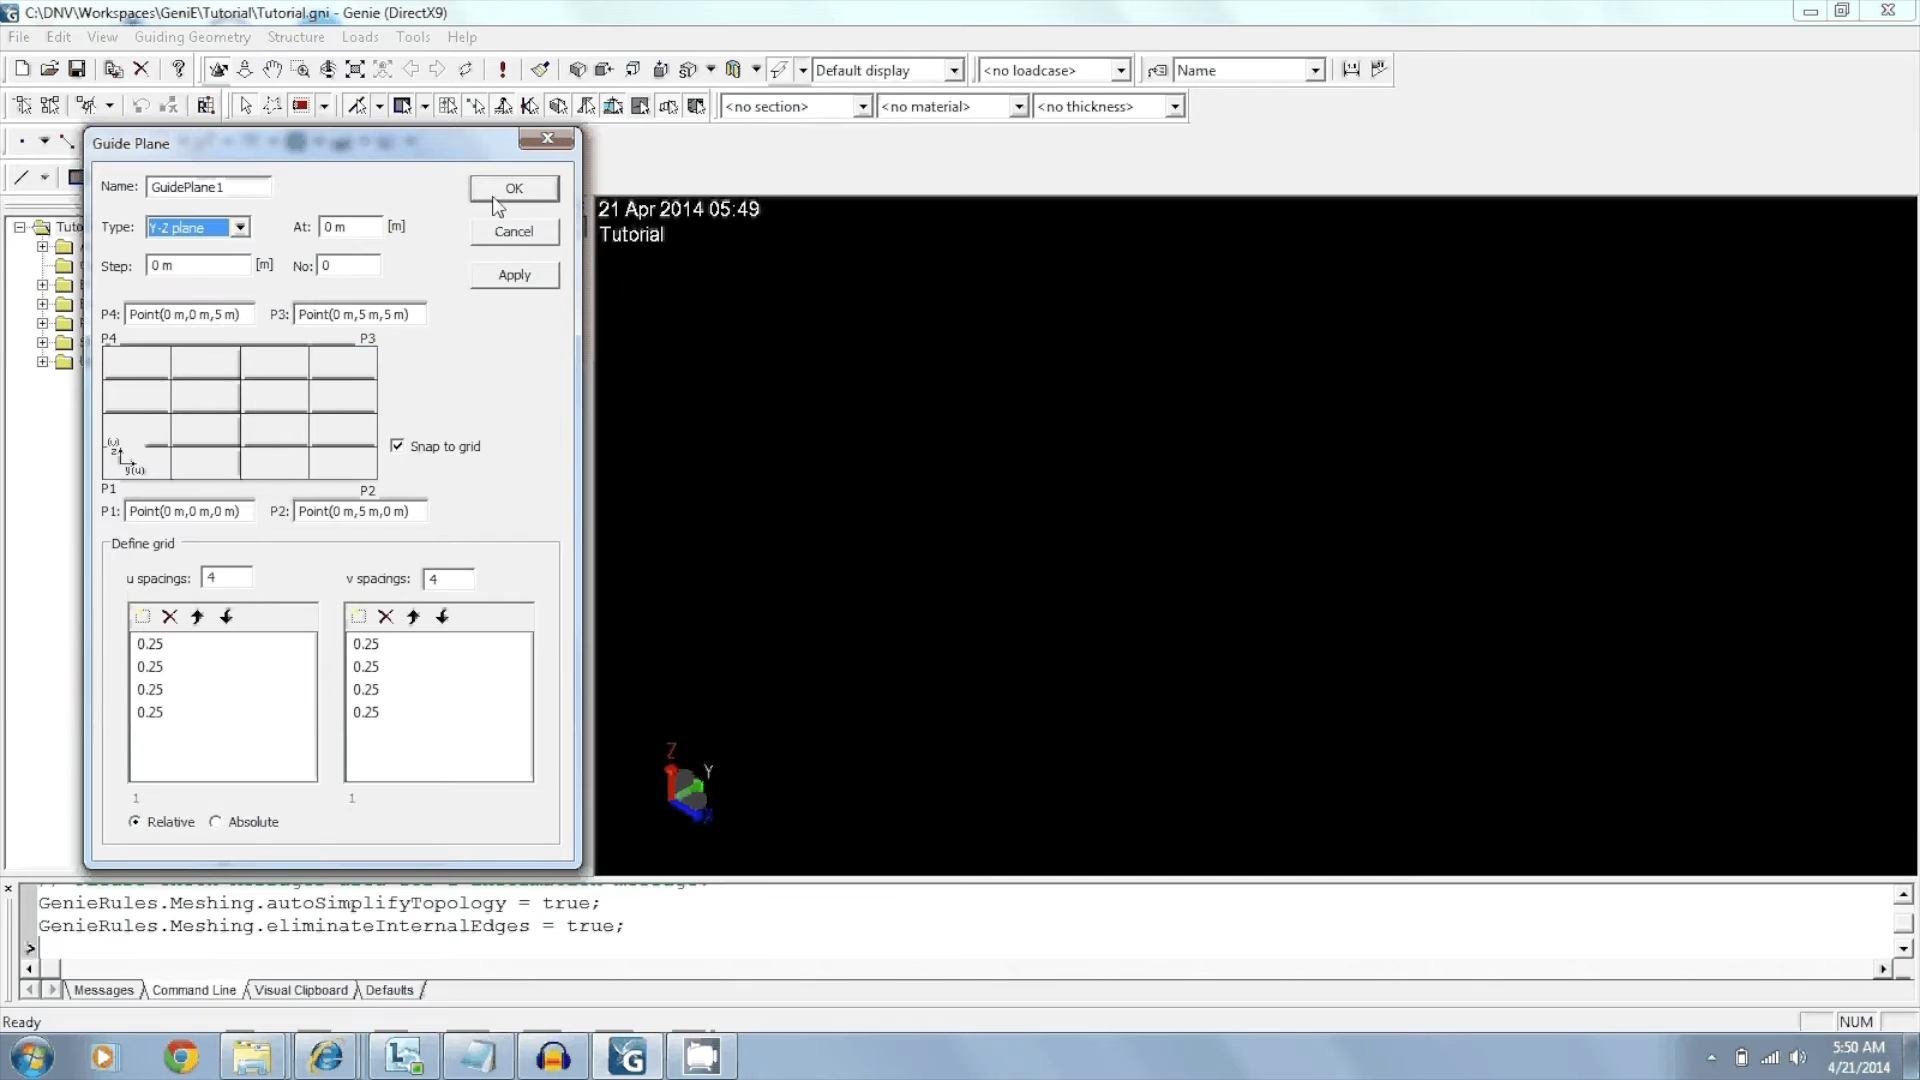 C:\DNV\Workspaces\GeniE\Tutorial\Tutorial.gni - Genie (DirectX9)
File Edit View Guiding Geometry Structure Loads Tools Help
Default display <no loadcase> Name
<no section> <no material> <no thickness>
Guide Plane
Name: GuidePlane1 OK
Type: Y-Z plane At: 0 m [m]
Cancel
Step: 0 m [m] No: 0
Apply
P4: Point(0 m,0 m,5 m) P3: Point(0 m,5 m,5 m)
P4 P3
Snap to grid
z
y(u)
P1 P2
P1: Point(0 m,0 m,0 m) P2: Point(0 m,5 m,0 m)
Define grid
u spacings: 4 v spacings: 4
0.25 0.25
0.25 0.25
0.25 0.25
0.25 0.25
1 1
Relative Absolute
Tuto
21 Apr 2014 05:49
Tutorial
Z
Y
X
GenieRules.Meshing.autoSimplifyTopology = true;
GenieRules.Meshing.eliminateInternalEdges = true;
>
Messages Command Line Visual Clipboard Defaults
Ready NUM
5:50 AM
4/21/2014